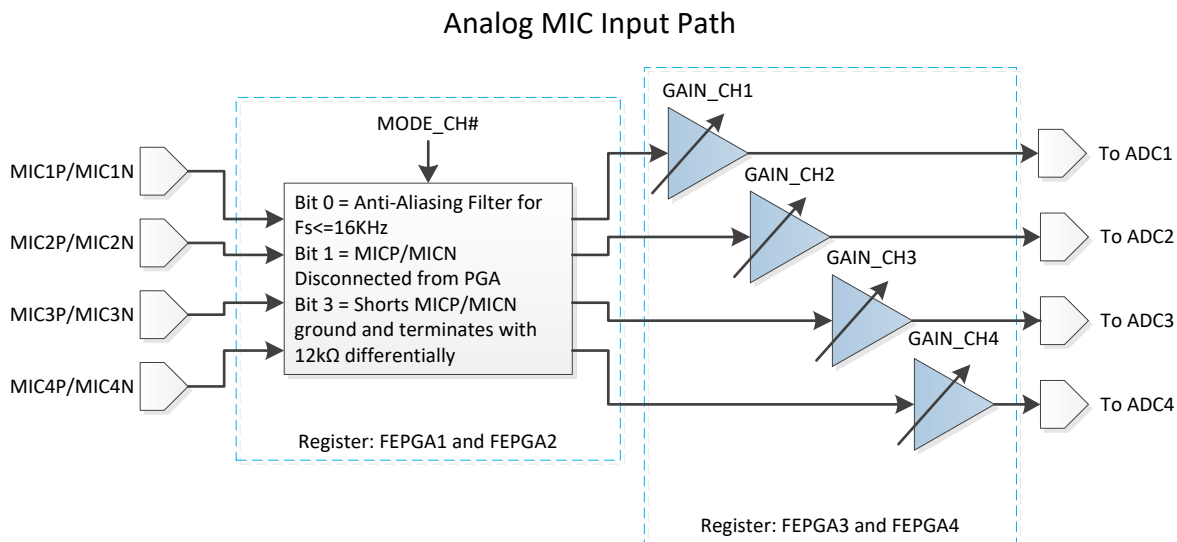 Analog MIC Input Path
GAIN_CH1
MODE_CH#
MIC1P/MIC1N
To ADC1
GAIN_CH2
Bit 0 = Anti-Aliasing Filter for
Fs<=16KHz
MIC2P/MIC2N
Bit 1 = MICP/MICN
To ADC2
Disconnected from PGA
GAIN_CH3
Bit 3 = Shorts MICP/MICN
MIC3P/MIC3N
ground and terminates with
To ADC3
12kΩ differentially
GAIN_CH4
MIC4P/MIC4N
To ADC4
Register: FEPGA1 and FEPGA2
Register: FEPGA3 and FEPGA4